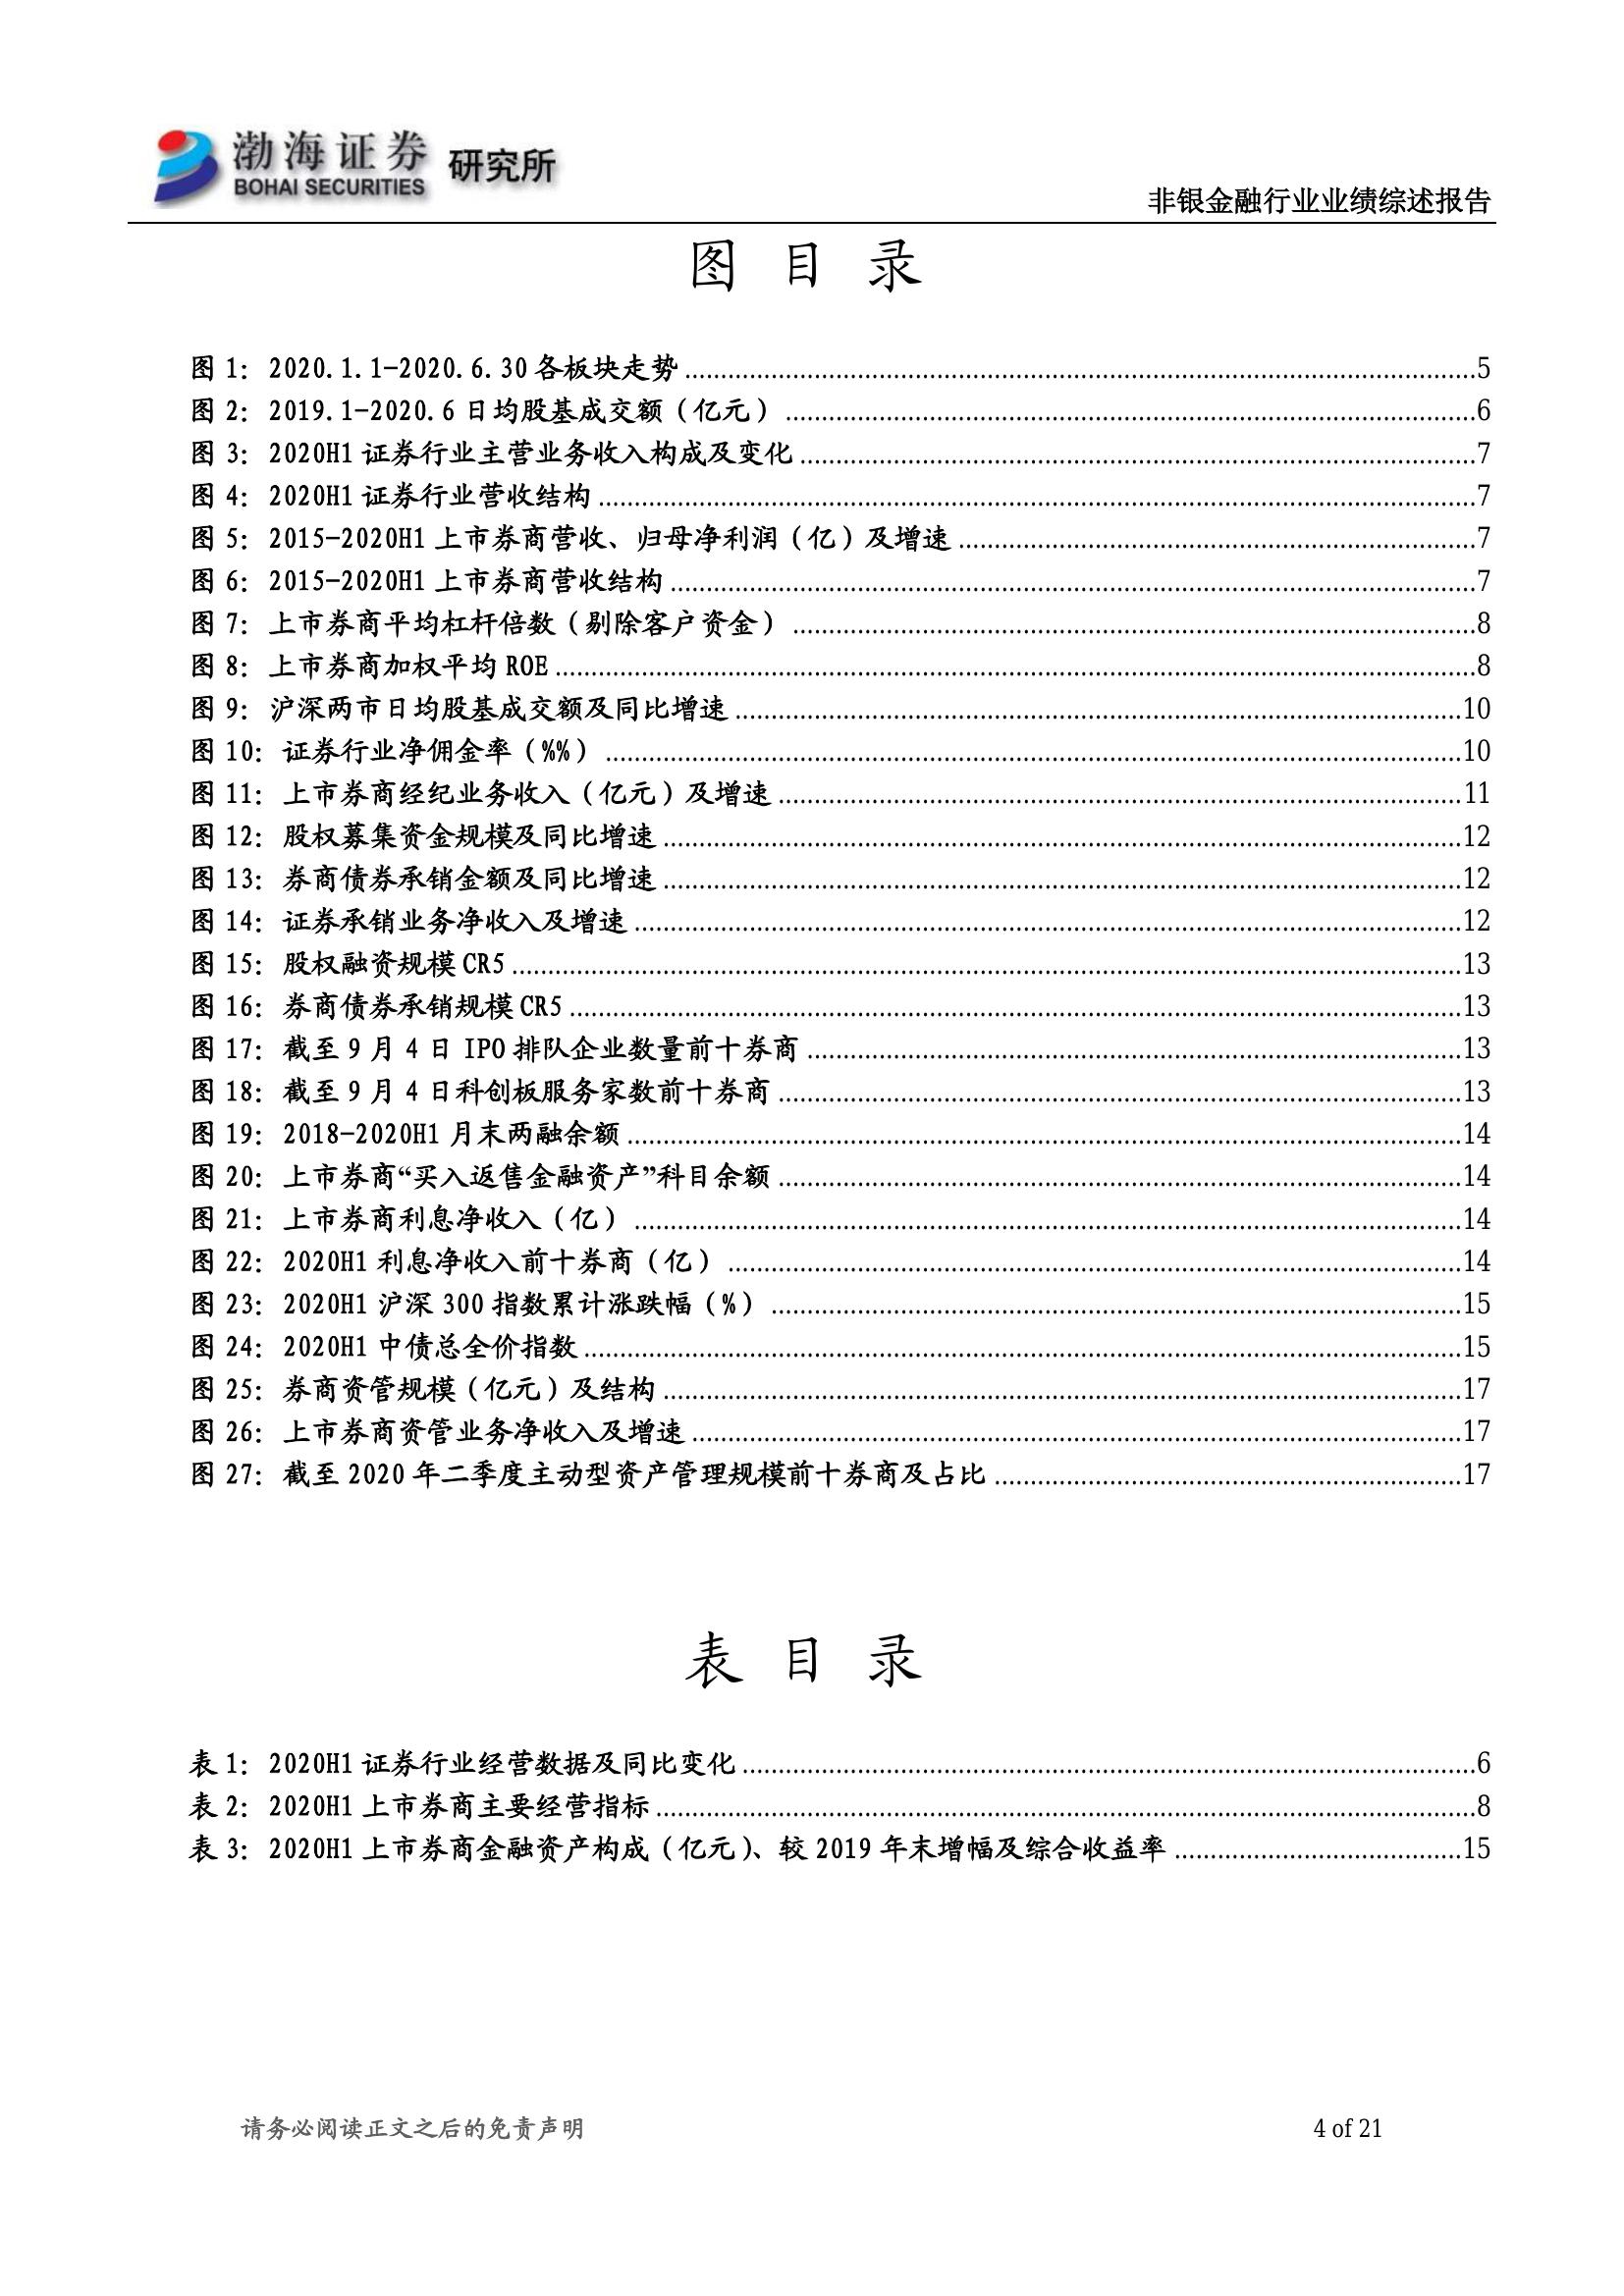 渤海证券 研究所
BOHAI SECURITIES
非银金融行业业绩综述报告
图 目 录
图 1: 2020.1.1-2020.6.30 各板块走势 5
图 2: 2019.1-2020.6 日均股基成交额（亿元） 6
图 3: 2020H1 证券行业主营业务收入构成及变化 7
图 4: 2020H1 证券行业营收结构 7
图 5: 2015-2020H1 上市券商营收、归母净利润（亿）及增速 7
图 6: 2015-2020H1 上市券商营收结构 7
图 7: 上市券商平均杠杆倍数（剔除客户资金） 8
图 8: 上市券商加权平均 ROE 8
图 9: 沪深两市日均股基成交额及同比增速 10
图 10: 证券行业净佣金率（%%） 10
图 11: 上市券商经纪业务收入（亿元）及增速 11
图 12: 股权募集资金规模及同比增速 12
图 13: 券商债券承销金额及同比增速 12
图 14: 证券承销业务净收入及增速 12
图 15: 股权融资规模 CR5 13
图 16: 券商债券承销规模 CR5 13
图 17: 截至 9 月 4 日 IPO 排队企业数量前十券商 13
图 18: 截至 9 月 4 日科创板服务家数前十券商 13
图 19: 2018-2020H1 月末两融余额 14
图 20: 上市券商“买入返售金融资产”科目余额 14
图 21: 上市券商利息净收入（亿） 14
图 22: 2020H1 利息净收入前十券商（亿） 14
图 23: 2020H1 沪深 300 指数累计涨跌幅（%） 15
图 24: 2020H1 中债总全价指数 15
图 25: 券商资管规模（亿元）及结构 17
图 26: 上市券商资管业务净收入及增速 17
图 27: 截至 2020 年二季度主动型资产管理规模前十券商及占比 17
表 目 录
表 1: 2020H1 证券行业经营数据及同比变化 6
表 2: 2020H1 上市券商主要经营指标 8
表 3: 2020H1 上市券商金融资产构成（亿元）、较 2019 年末增幅及综合收益率 15
请务必阅读正文之后的免责声明 4 of 21